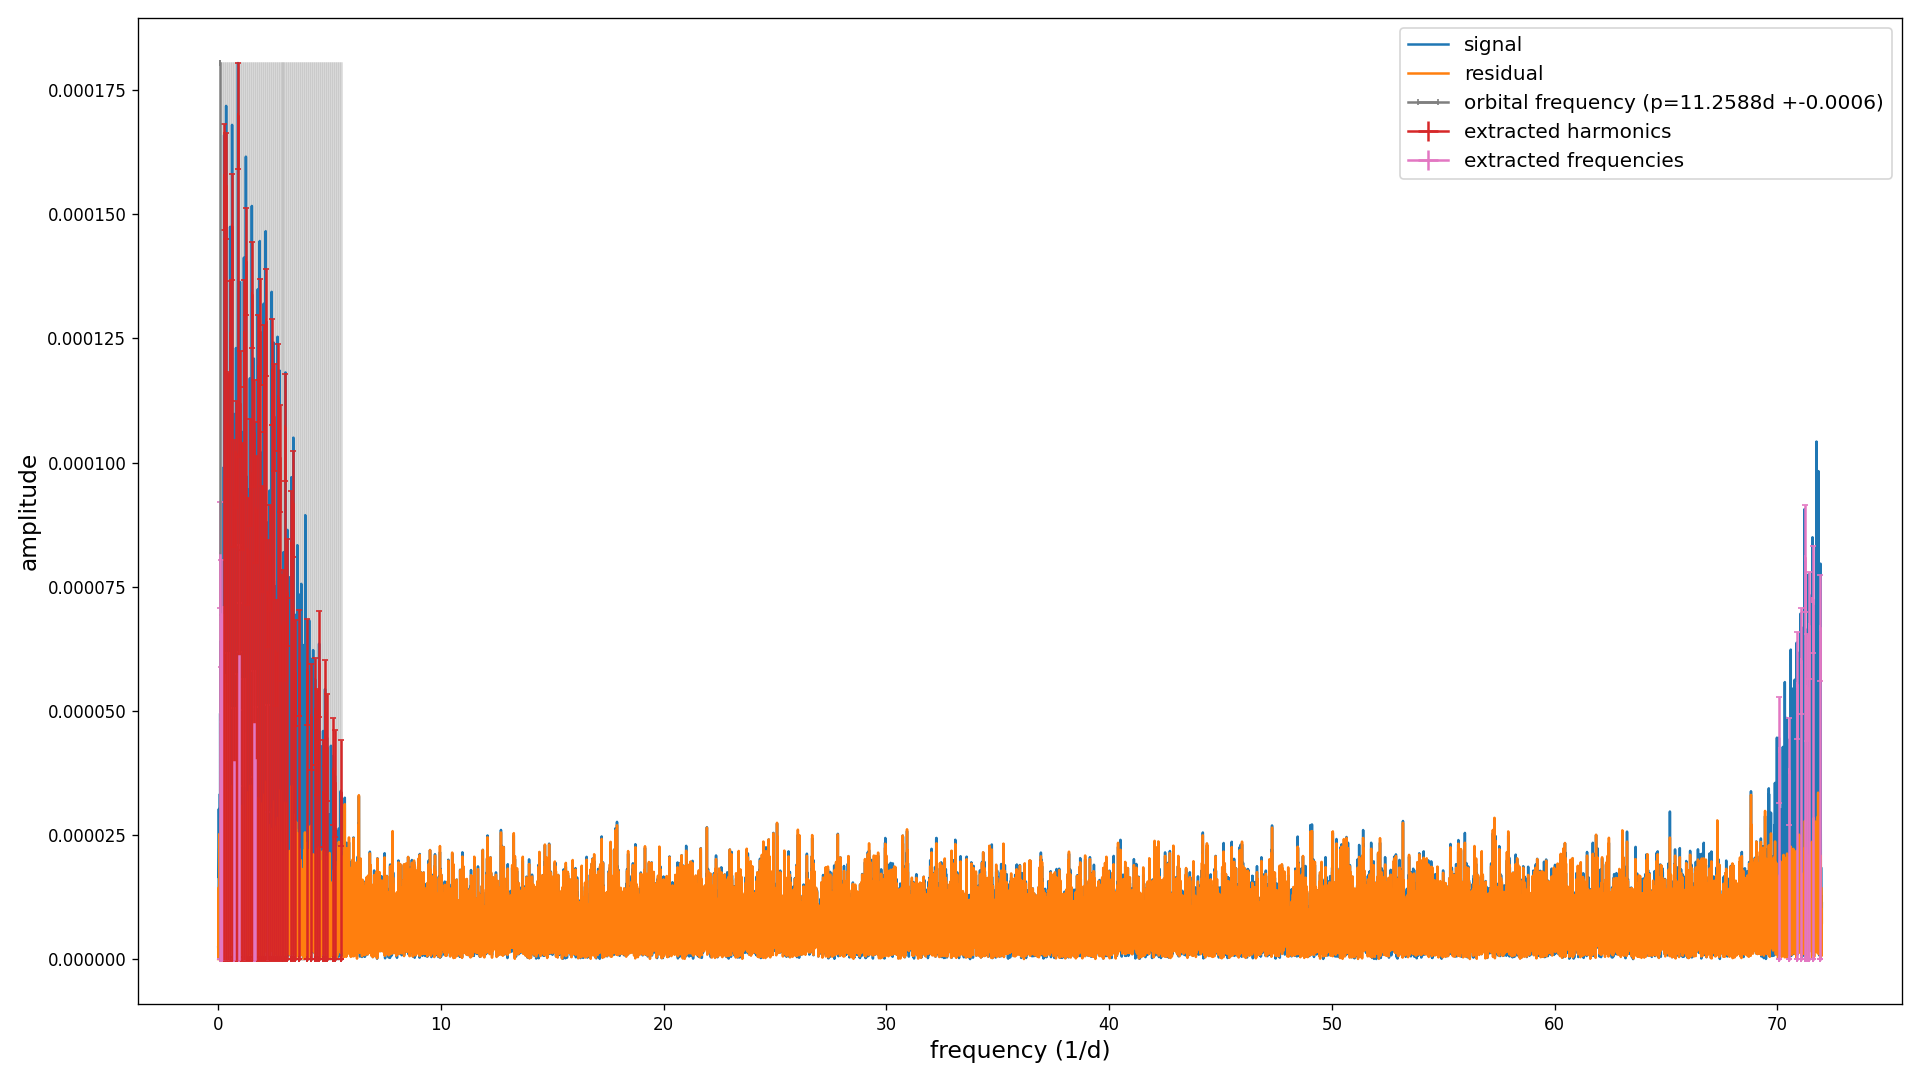 signal
residual
orbital frequency (p=11.2588d +-0.0006)
extracted harmonics
extracted frequencies
0.000175
0.000150
0.000125
0.000100
0.000075
0.000050
0.000025
0.000000
amplitude
0 10 20 30 40 50 60 70
frequency (1/d)